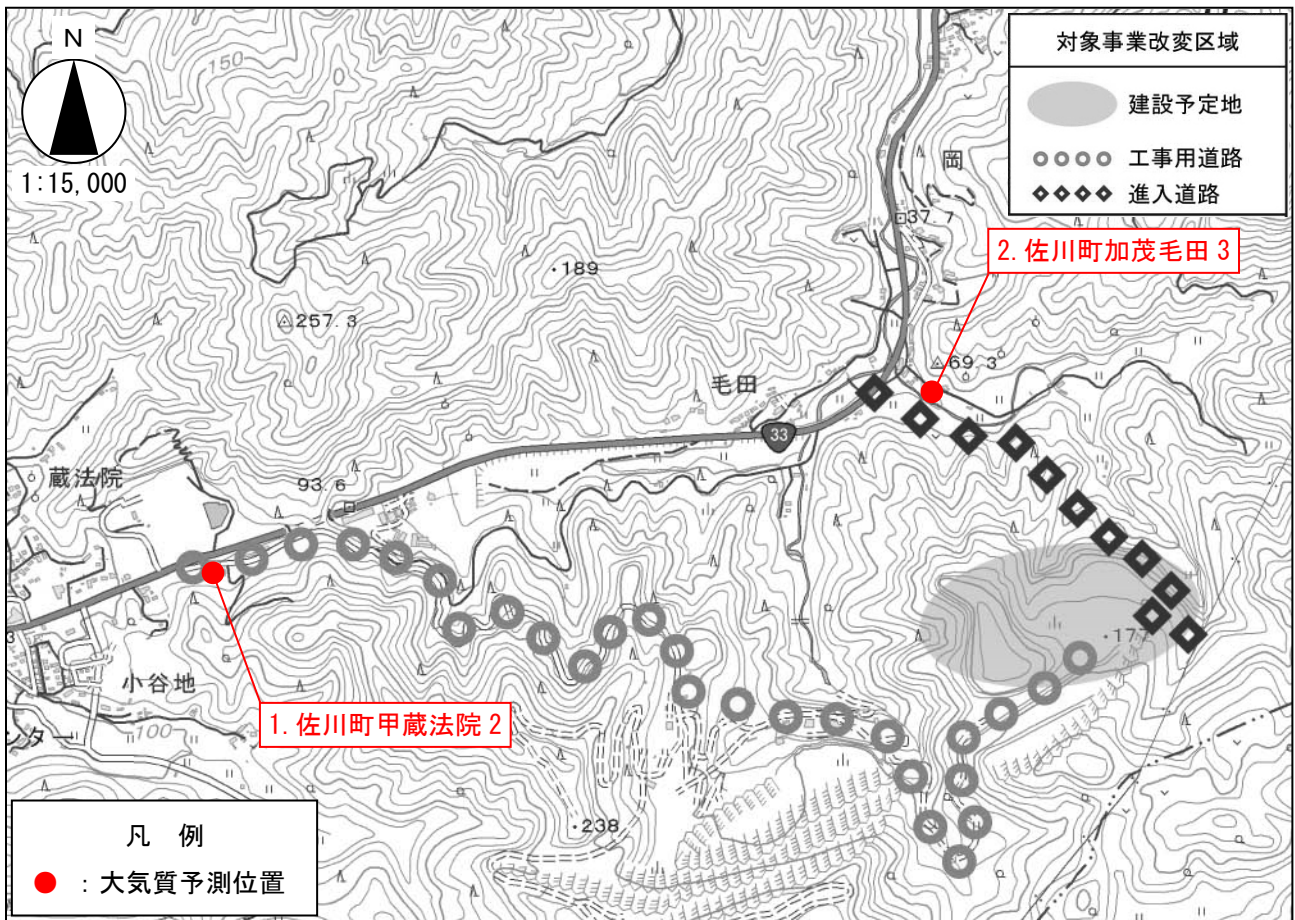 N
1:15,000
対象事業改変区域
建設予定地
工事用道路
進入道路
150
岡
37.7
2. 佐川町加茂毛田 3
189
257.3
69.3
毛田
33
蔵法院
93.6
177
小谷地
1. 佐川町甲蔵法院 2
ンター
100
238
凡 例
● : 大気質予測位置